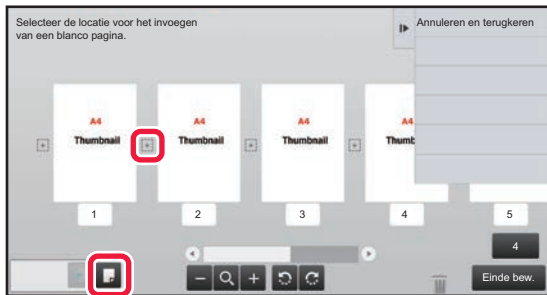 Selecteer de locatie voor het invoegen
van een blanco pagina.
Annuleren en terugkeren
A4
Thumbnail
A4
Thumbnail
A4
Thumbnail
A4
Thumb
1
2
3
4
5
4
Einde bew.